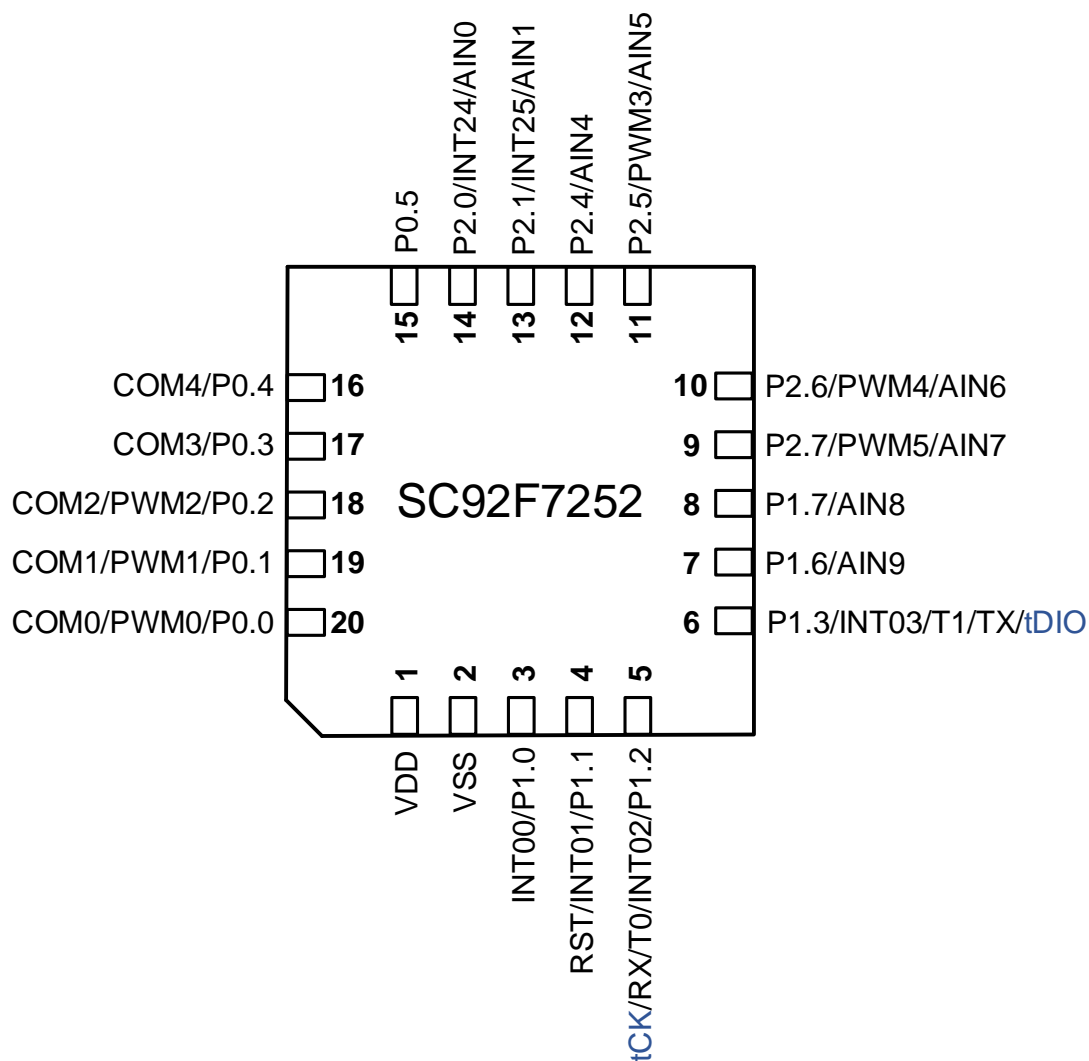 P0.5
P2.0/INT24/AIN0
P2.1/INT25/AIN1
P2.4/AIN4
P2.5/PWM3/AIN5
15
14
13
12
11
COM4/P0.4
16
10
P2.6/PWM4/AIN6
COM3/P0.3
17
9
P2.7/PWM5/AIN7
COM2/PWM2/P0.2
18
SC92F7252
8
P1.7/AIN8
COM1/PWM1/P0.1
19
7
P1.6/AIN9
COM0/PWM0/P0.0
20
6
P1.3/INT03/T1/TX/tDIO
1
2
3
4
5
VDD
VSS
INT00/P1.0
RST/INT01/P1.1
tCK/RX/T0/INT02/P1.2